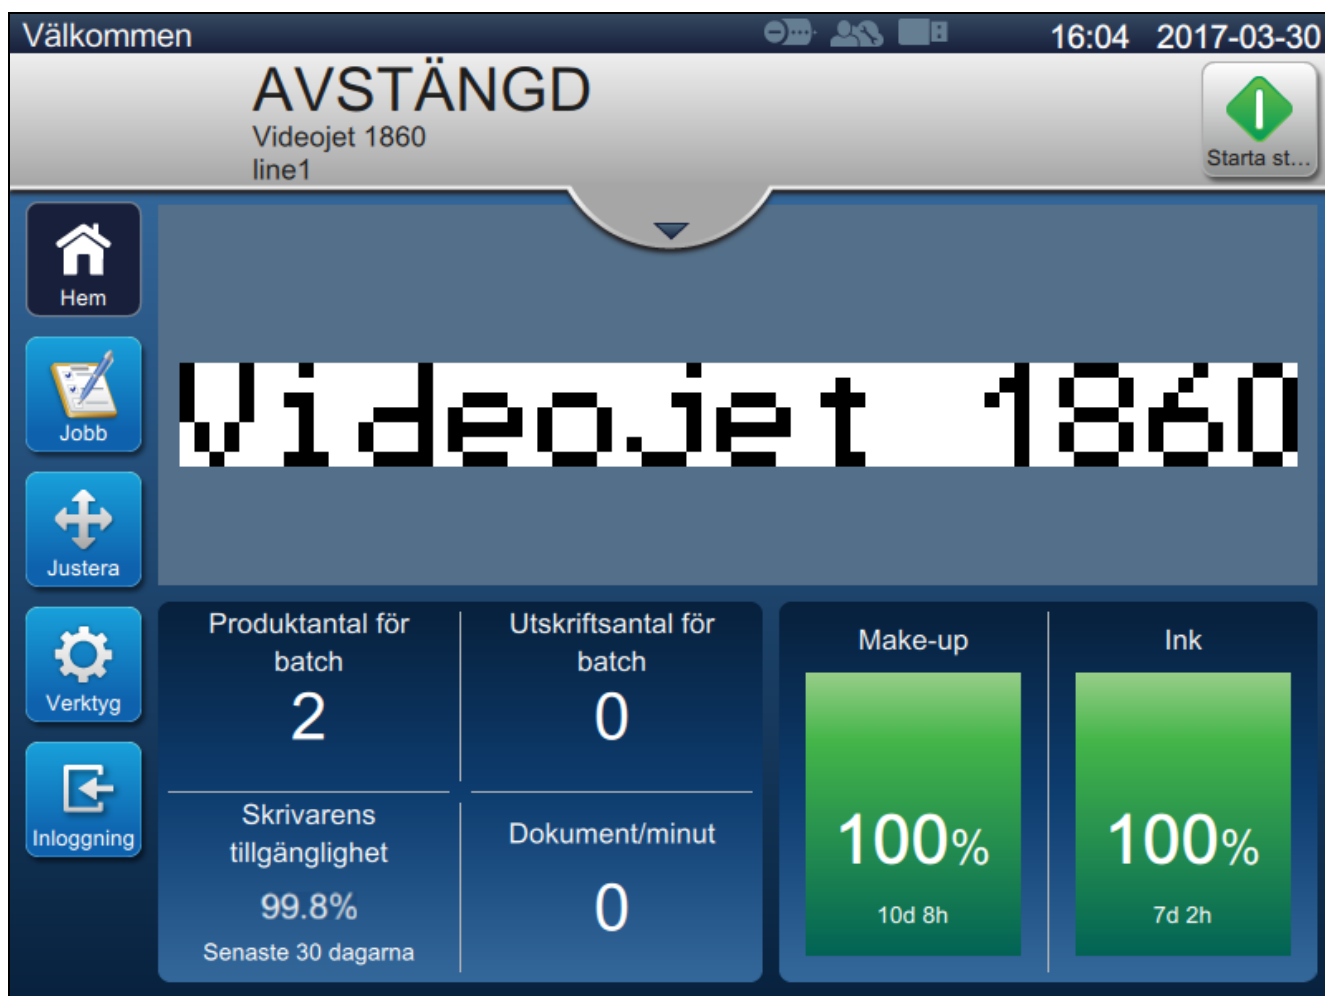 Välkommen
16:04 2017-03-30
AVSTÄNGD
Videojet 1860
line1
Starta st...
Hem
Jobb
Justera
Verktyg
Inloggning
Videojet 1860
Produktantal för
batch
2
Utskriftsantal för
batch
0
Skrivarens
tillgänglighet
99.8%
Senaste 30 dagarna
Dokument/minut
0
Make-up
100%
10d 8h
Ink
100%
7d 2h